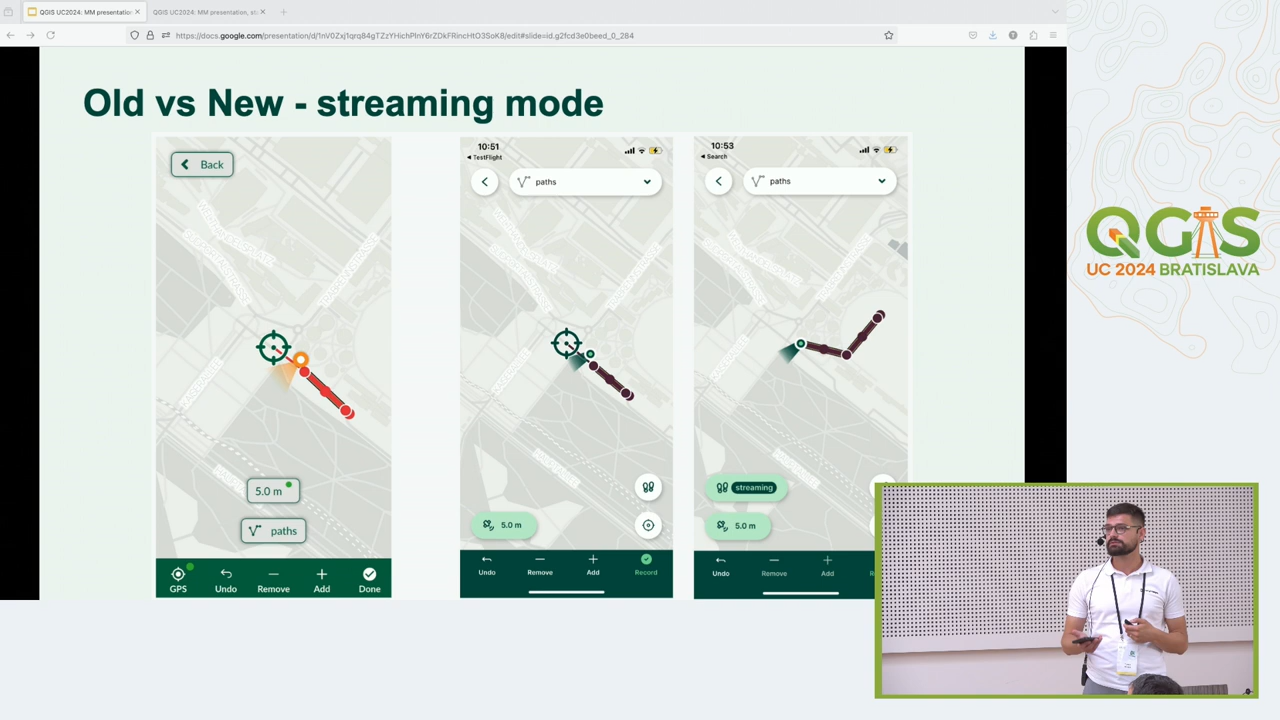 QGIS UC2024: MM presentation
QGIS UC2024: MM presentation, st
https://docs.google.com/presentation/d/1nV0Zxj1qrq84gTZzYHichPlnY6rZDkFRincHtO3SoK8/edit#slide=id.g2fcd3e0beed_0_284
Old vs New - streaming mode
Back
5.0 m
paths
GPS
Undo
Remove
Add
Done
10:51
TestFlight
paths
5.0 m
Undo
Remove
Add
Record
10:53
Search
paths
streaming
5.0 m
Undo
Remove
Add
QGIS
UC 2024 BRATISLAVA